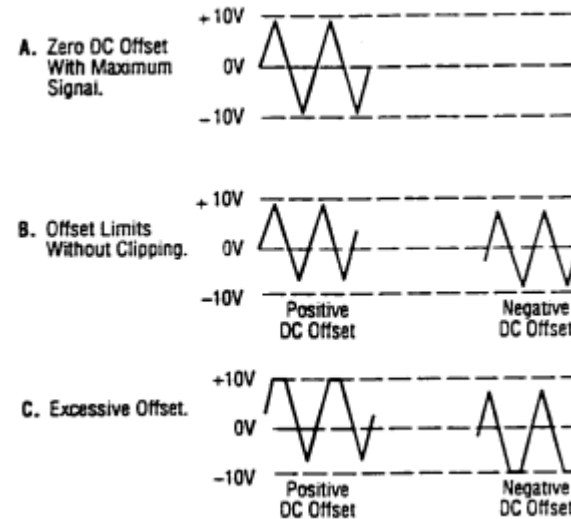 +10V
A. Zero DC Offset
With Maximum
Signal.
0V
−10V
+10V
B. Offset Limits
Without Clipping.
0V
−10V
Positive
DC Offset
Negative
DC Offset
+10V
C. Excessive Offset.
0V
−10V
Positive
DC Offset
Negative
DC Offset